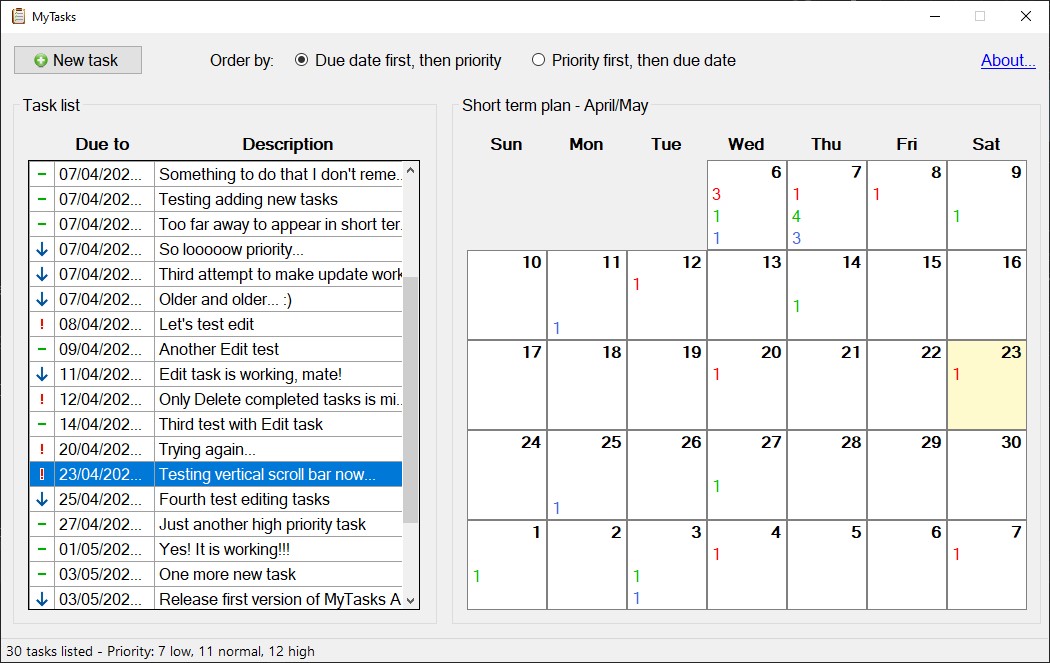 MyTasks
New task
Order by:
Due date first, then priority
Priority first, then due date
About...
Task list
Due to Description
07/04/202... Something to do that I don't reme...
07/04/202... Testing adding new tasks
07/04/202... Too far away to appear in short ter...
07/04/202... So looooow priority...
07/04/202... Third attempt to make update work
07/04/202... Older and older... :)
! 08/04/202... Let's test edit
09/04/202... Another Edit test
11/04/202... Edit task is working, mate!
! 12/04/202... Only Delete completed tasks is mi...
14/04/202... Third test with Edit task
! 20/04/202... Trying again...
! 23/04/202... Testing vertical scroll bar now...
25/04/202... Fourth test editing tasks
27/04/202... Just another high priority task
01/05/202... Yes! It is working!!!
03/05/202... One more new task
03/05/202... Release first version of MyTasks A
Short term plan - April/May
Sun Mon Tue Wed Thu Fri Sat
6 7 8 9
3 1 1
1 4 1
1 3
10 11 12 13 14 15 16
1
1
1
17 18 19 20 21 22 23
1 1
24 25 26 27 28 29 30
1
1
1 2 3 4 5 6 7
1 1
1 1
1
30 tasks listed - Priority: 7 low, 11 normal, 12 high